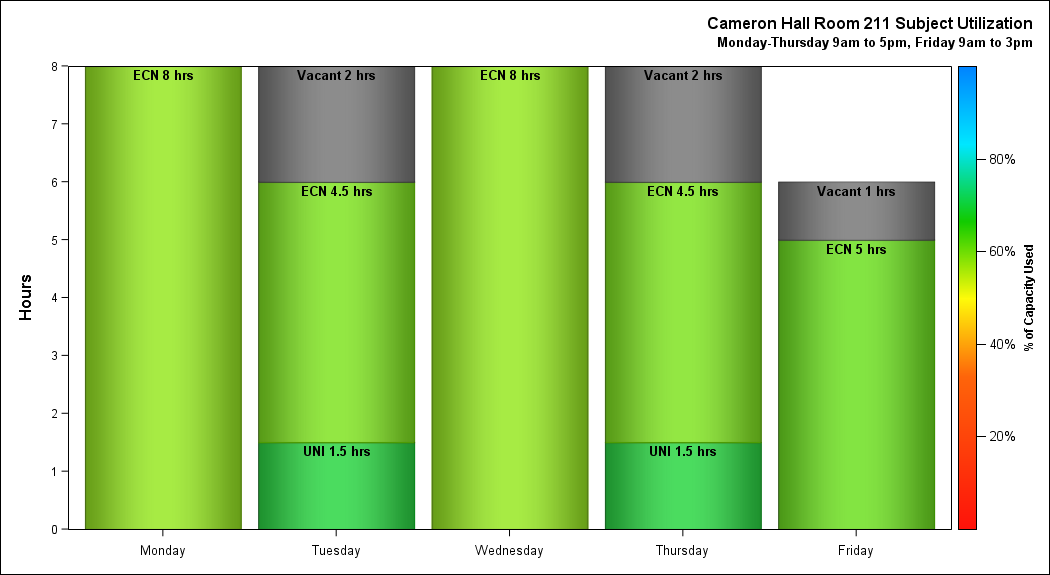 Cameron Hall Room 211 Subject Utilization
Monday-Thursday 9am to 5pm, Friday 9am to 3pm
Hours
8
7
6
5
4
3
2
1
0
ECN 8 hrs
Vacant 2 hrs
ECN 4.5 hrs
UNI 1.5 hrs
ECN 8 hrs
Vacant 2 hrs
ECN 4.5 hrs
UNI 1.5 hrs
Vacant 1 hrs
ECN 5 hrs
Monday
Tuesday
Wednesday
Thursday
Friday
80%
60%
40%
20%
% of Capacity Used